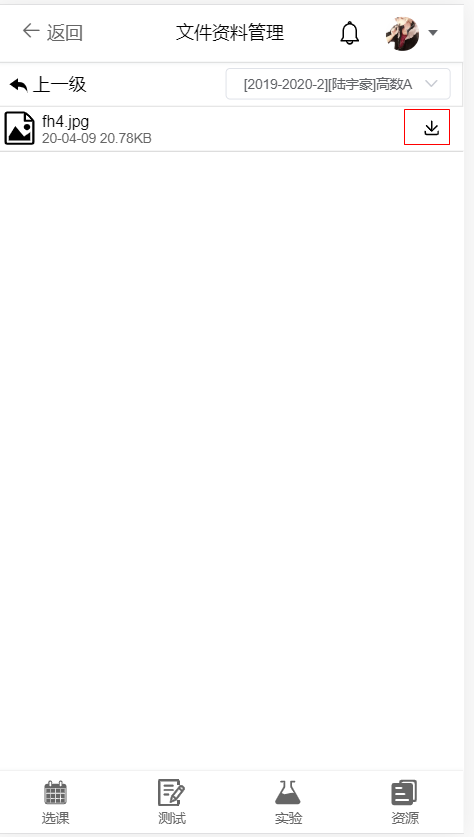 返回 文件资料管理
上一级 [2019-2020-2][陆宇豪]高数A
fh4.jpg
20-04-09 20.78KB
选课 测试 实验 资源